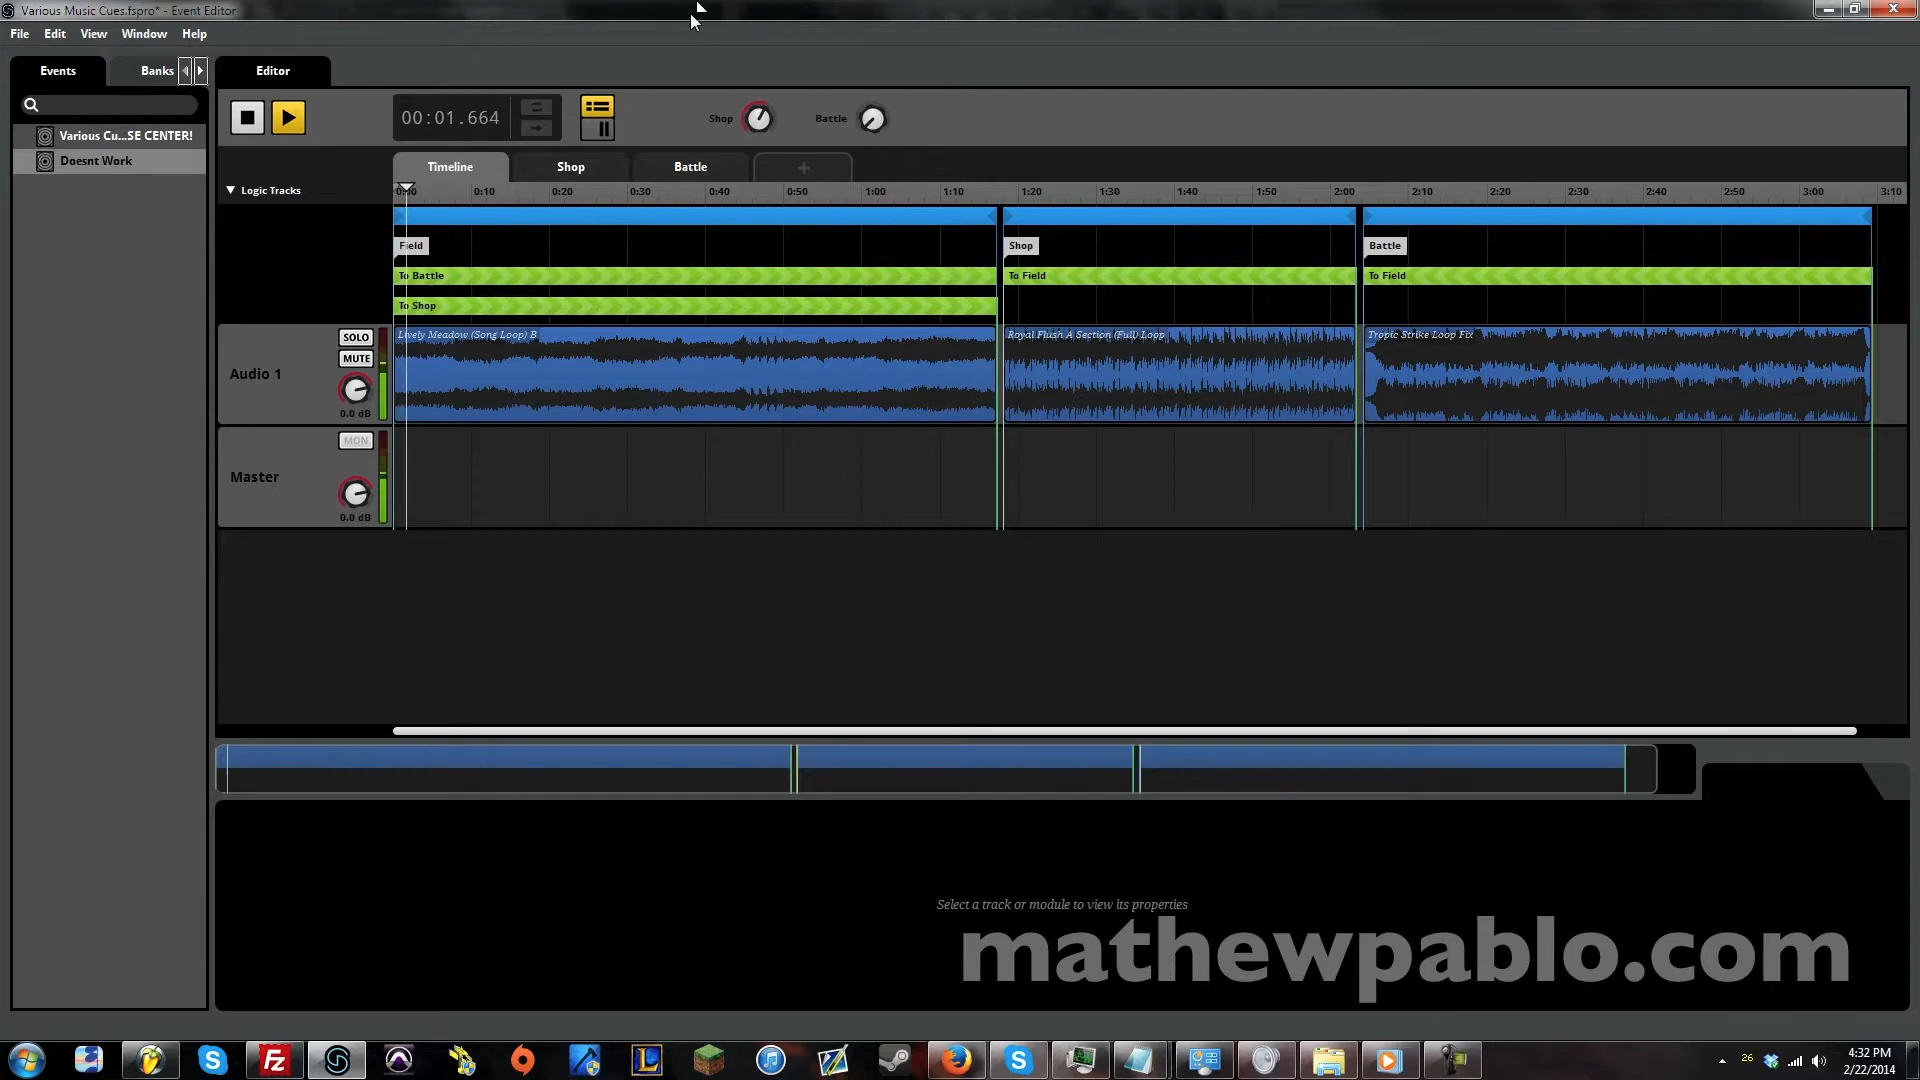 Various Music Cues.fspro* - Event Editor
File Edit View Window Help
Events Banks Editor
00:01.664 Shop Battle
Various Cu...SE CENTER!
Doesnt Work
Timeline Shop Battle +
Logic Tracks 0:00 0:10 0:20 0:30 0:40 0:50 1:00 1:10 1:20 1:30 1:40 1:50 2:00 2:10 2:20 2:30 2:40 2:50 3:00 3:10
Field Shop Battle
To Battle To Field To Field
To Shop
SOLO Lively Meadow (Song Loop) B Royal Flush A Section (Full) Loop Tropic Strike Loop Fix
MUTE
Audio 1
0.0 dB
MON
Master
0.0 dB
Select a track or module to view its properties
mathewpablo.com
26
4:32 PM
2/22/2014